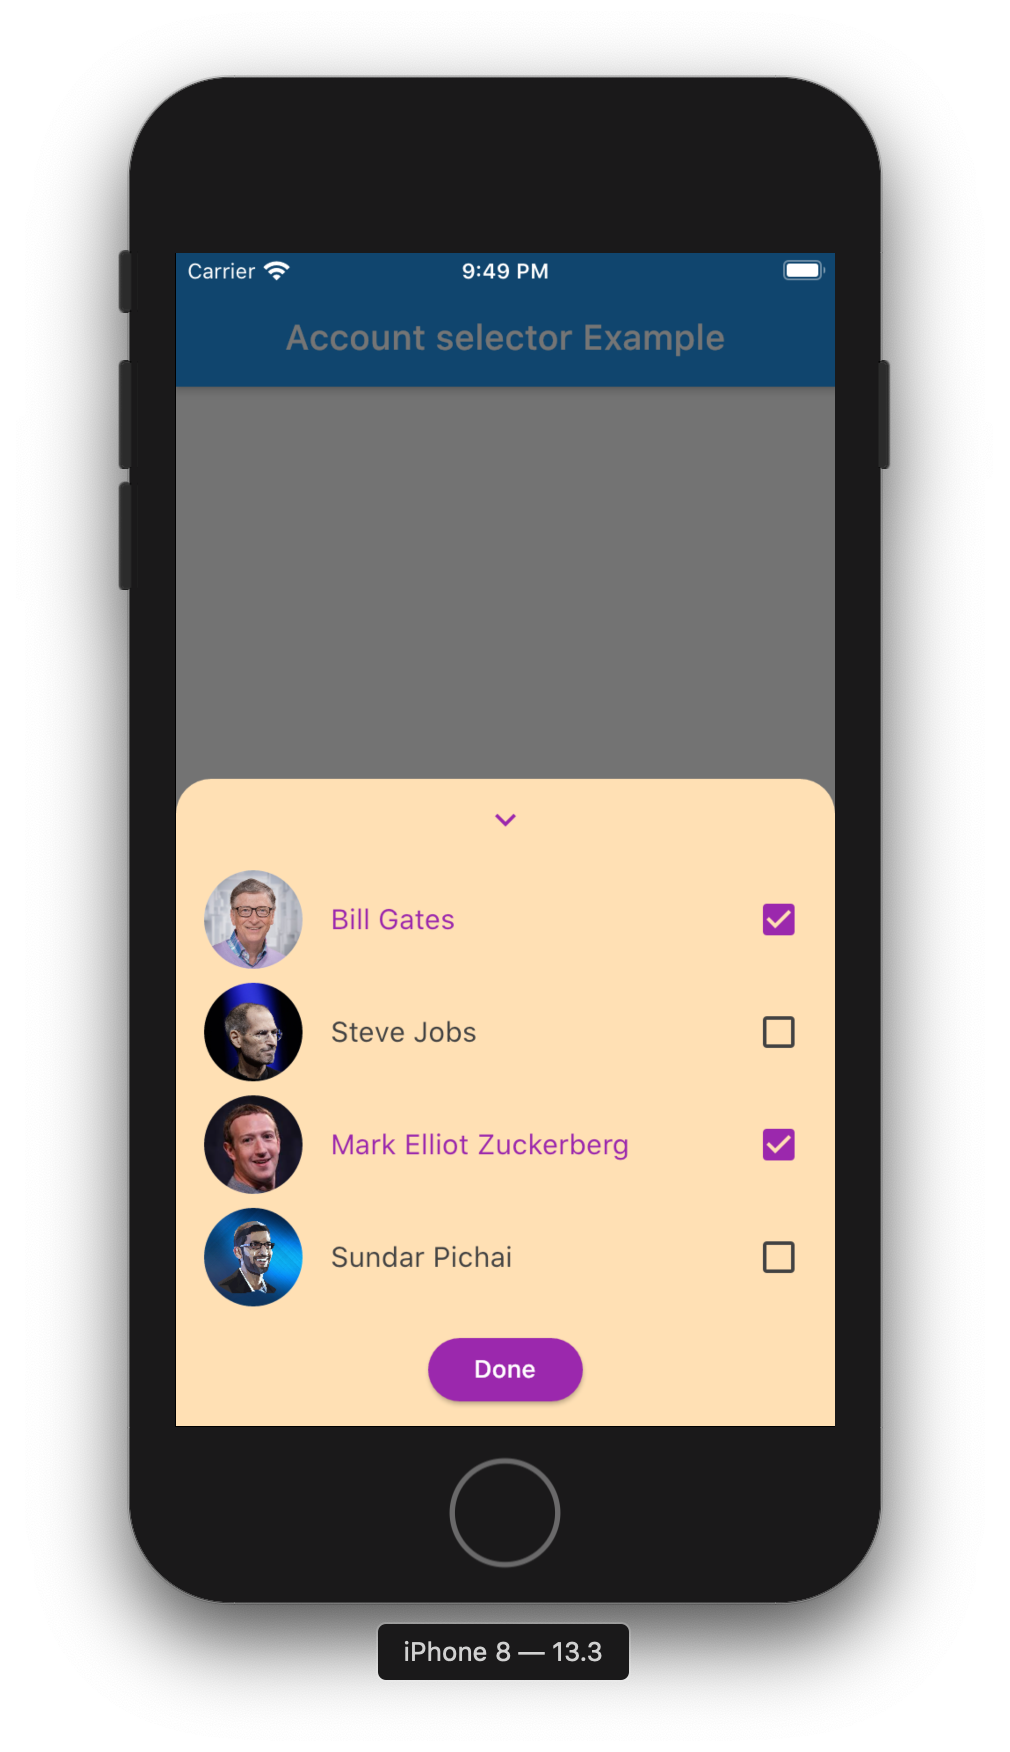 Carrier 9:49 PM
Account selector Example
Bill Gates
Steve Jobs
Mark Elliot Zuckerberg
Sundar Pichai
Done
iPhone 8 — 13.3